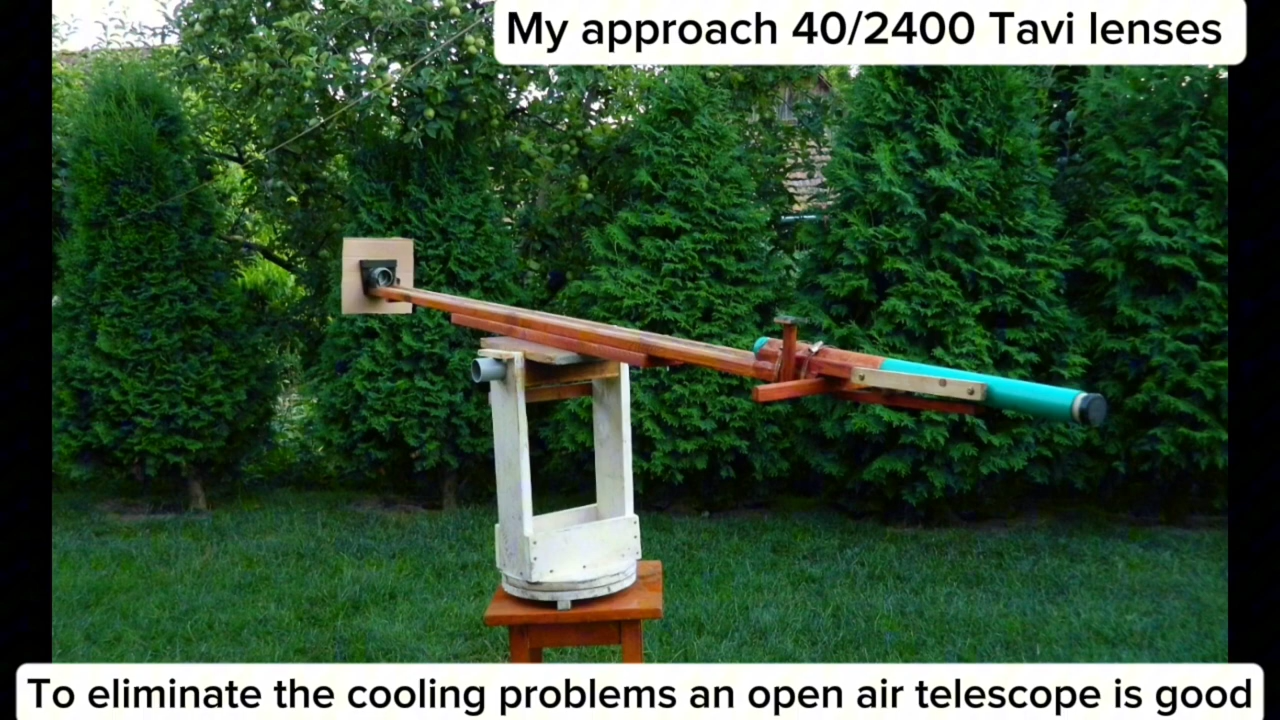 My approach 40/2400 Tavi lenses
To eliminate the cooling problems an open air telescope is good